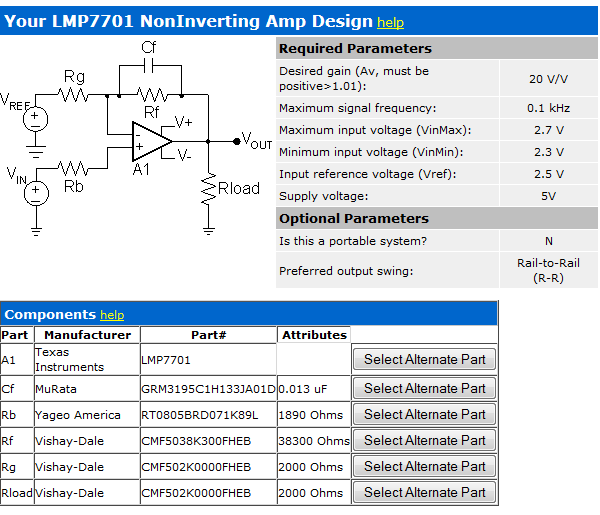 Your LMP7701 NonInverting Amp Design help
Cf
Rg
VREF
Rf
V+
VOUT
V-
A1
VIN
Rb
Rload
+
-
+
-
+
-
Required Parameters
Desired gain (Av, must be
positive>1.01): 20 V/V
Maximum signal frequency: 0.1 kHz
Maximum input voltage (VinMax): 2.7 V
Minimum input voltage (VinMin): 2.3 V
Input reference voltage (Vref): 2.5 V
Supply voltage: 5V
Optional Parameters
Is this a portable system? N
Preferred output swing: Rail-to-Rail
(R-R)
Components help
Part Manufacturer Part# Attributes
A1 Texas Instruments LMP7701 Select Alternate Part
Cf MuRata GRM3195C1H133JA01D 0.013 uF Select Alternate Part
Rb Yageo America RT0805BRD071K89L 1890 Ohms Select Alternate Part
Rf Vishay-Dale CMF5038K300FHEB 38300 Ohms Select Alternate Part
Rg Vishay-Dale CMF502K0000FHEB 2000 Ohms Select Alternate Part
Rload Vishay-Dale CMF502K0000FHEB 2000 Ohms Select Alternate Part